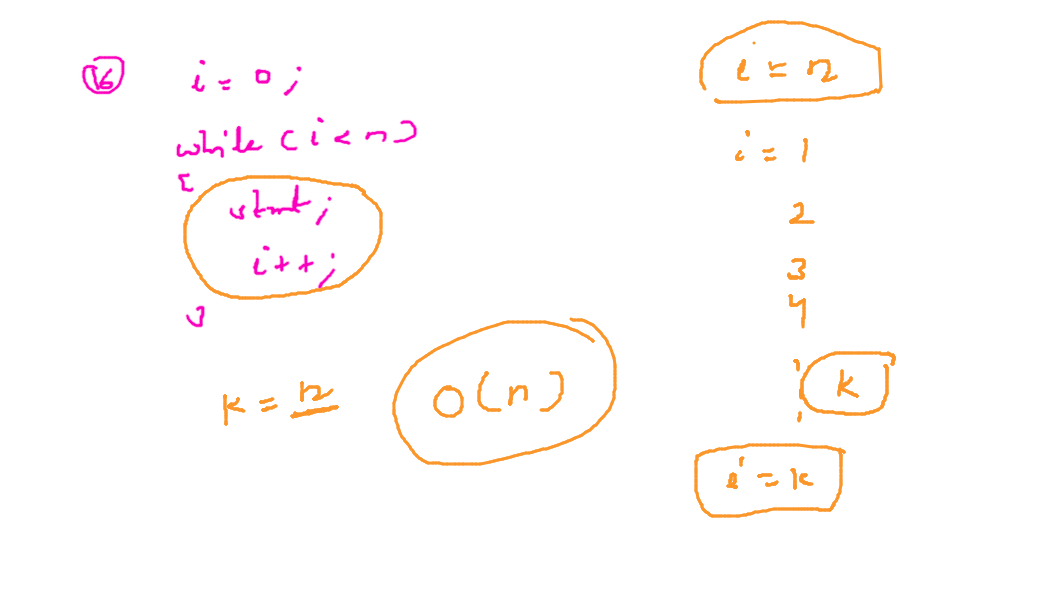 16
i = 0 ;
while ( i < n )
{
stmt ;
i + + ;
}
k = n
O ( n )
i = n
i = 1
2
3
4
k
i = k